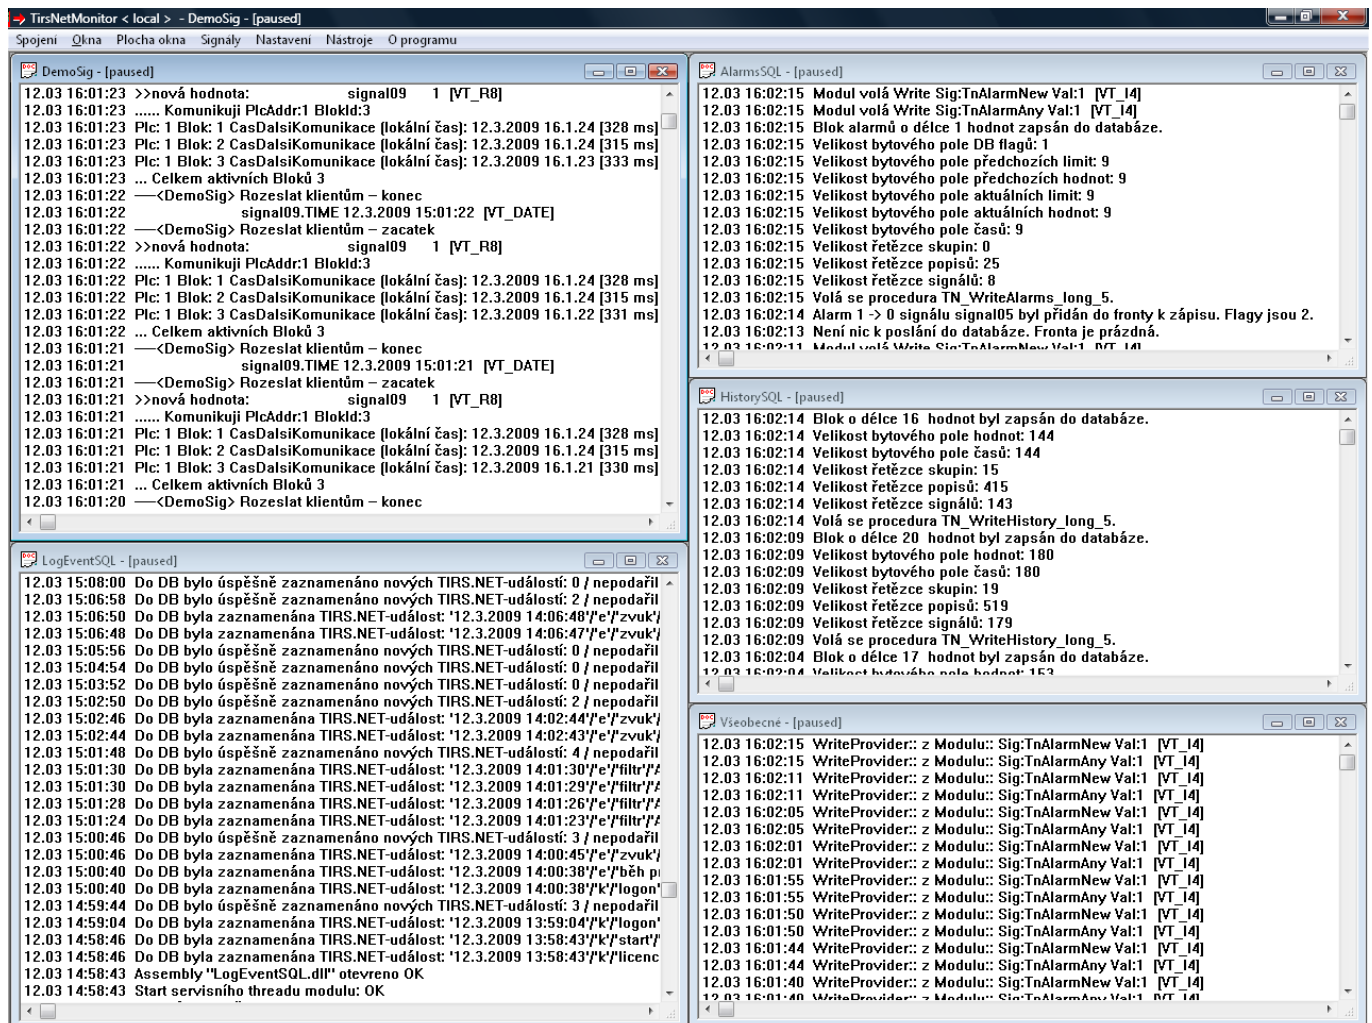 TirsNetMonitor < local >  - DemoSig - [paused]
Spojení Okna Plocha okna Signály Nastavení Nástroje O programu
DemoSig - [paused]
12.03 16:01:23 >>nová hodnota: signal09 1 [VT_R8]
12.03 16:01:23 ...... Komunikuji PlcAddr:1 BlokId:3
12.03 16:01:23 Plc: 1 Blok: 1 CasDalsiKomunikace (lokální čas): 12.3.2009 16.1.24 [328 ms]
12.03 16:01:23 Plc: 1 Blok: 2 CasDalsiKomunikace (lokální čas): 12.3.2009 16.1.24 [315 ms]
12.03 16:01:23 Plc: 1 Blok: 3 CasDalsiKomunikace (lokální čas): 12.3.2009 16.1.23 [333 ms]
12.03 16:01:23 ... Celkem aktivních Bloků 3
12.03 16:01:22 ──<DemoSig> Rozeslat klientům – konec
12.03 16:01:22 signal09.TIME 12.3.2009 15:01:22 [VT_DATE]
12.03 16:01:22 ──<DemoSig> Rozeslat klientům – zacatek
12.03 16:01:22 >>nová hodnota: signal09 1 [VT_R8]
12.03 16:01:22 ...... Komunikuji PlcAddr:1 BlokId:3
12.03 16:01:22 Plc: 1 Blok: 1 CasDalsiKomunikace (lokální čas): 12.3.2009 16.1.24 [328 ms]
12.03 16:01:22 Plc: 1 Blok: 2 CasDalsiKomunikace (lokální čas): 12.3.2009 16.1.24 [315 ms]
12.03 16:01:22 Plc: 1 Blok: 3 CasDalsiKomunikace (lokální čas): 12.3.2009 16.1.22 [331 ms]
12.03 16:01:22 ... Celkem aktivních Bloků 3
12.03 16:01:21 ──<DemoSig> Rozeslat klientům – konec
12.03 16:01:21 signal09.TIME 12.3.2009 15:01:21 [VT_DATE]
12.03 16:01:21 ──<DemoSig> Rozeslat klientům – zacatek
12.03 16:01:21 >>nová hodnota: signal09 1 [VT_R8]
12.03 16:01:21 ...... Komunikuji PlcAddr:1 BlokId:3
12.03 16:01:21 Plc: 1 Blok: 1 CasDalsiKomunikace (lokální čas): 12.3.2009 16.1.24 [328 ms]
12.03 16:01:21 Plc: 1 Blok: 2 CasDalsiKomunikace (lokální čas): 12.3.2009 16.1.24 [315 ms]
12.03 16:01:21 Plc: 1 Blok: 3 CasDalsiKomunikace (lokální čas): 12.3.2009 16.1.21 [330 ms]
12.03 16:01:21 ... Celkem aktivních Bloků 3
12.03 16:01:20 ──<DemoSig> Rozeslat klientům – konec
LogEventSQL - [paused]
12.03 15:08:00 Do DB bylo úspěšně zaznamenáno nových TIRS.NET-událostí: 0 / nepodařil
12.03 15:06:58 Do DB bylo úspěšně zaznamenáno nových TIRS.NET-událostí: 2 / nepodařil
12.03 15:06:50 Do DB byla zaznamenána TIRS.NET-událost: '12.3.2009 14:06:48'/'e'/'zvuk'/
12.03 15:06:48 Do DB byla zaznamenána TIRS.NET-událost: '12.3.2009 14:06:47'/'e'/'zvuk'/
12.03 15:05:56 Do DB bylo úspěšně zaznamenáno nových TIRS.NET-událostí: 0 / nepodařil
12.03 15:04:54 Do DB bylo úspěšně zaznamenáno nových TIRS.NET-událostí: 0 / nepodařil
12.03 15:03:52 Do DB bylo úspěšně zaznamenáno nových TIRS.NET-událostí: 0 / nepodařil
12.03 15:02:50 Do DB bylo úspěšně zaznamenáno nových TIRS.NET-událostí: 2 / nepodařil
12.03 15:02:46 Do DB byla zaznamenána TIRS.NET-událost: '12.3.2009 14:02:44'/'e'/'zvuk'/
12.03 15:02:44 Do DB byla zaznamenána TIRS.NET-událost: '12.3.2009 14:02:43'/'e'/'zvuk'/
12.03 15:01:48 Do DB bylo úspěšně zaznamenáno nových TIRS.NET-událostí: 4 / nepodařil
12.03 15:01:30 Do DB byla zaznamenána TIRS.NET-událost: '12.3.2009 14:01:30'/'e'/'filtr'/'A
12.03 15:01:30 Do DB byla zaznamenána TIRS.NET-událost: '12.3.2009 14:01:29'/'e'/'filtr'/'A
12.03 15:01:28 Do DB byla zaznamenána TIRS.NET-událost: '12.3.2009 14:01:26'/'e'/'filtr'/'A
12.03 15:01:24 Do DB byla zaznamenána TIRS.NET-událost: '12.3.2009 14:01:23'/'e'/'filtr'/'A
12.03 15:00:46 Do DB bylo úspěšně zaznamenáno nových TIRS.NET-událostí: 3 / nepodařil
12.03 15:00:46 Do DB byla zaznamenána TIRS.NET-událost: '12.3.2009 14:00:45'/'e'/'zvuk'/
12.03 15:00:40 Do DB byla zaznamenána TIRS.NET-událost: '12.3.2009 14:00:38'/'e'/'běh p
12.03 15:00:40 Do DB byla zaznamenána TIRS.NET-událost: '12.3.2009 14:00:38'/'k'/'logon'
12.03 14:59:44 Do DB bylo úspěšně zaznamenáno nových TIRS.NET-událostí: 3 / nepodařil
12.03 14:59:04 Do DB byla zaznamenána TIRS.NET-událost: '12.3.2009 13:59:04'/'k'/'logon'
12.03 14:58:46 Do DB byla zaznamenána TIRS.NET-událost: '12.3.2009 13:58:43'/'k'/'start'/'
12.03 14:58:46 Do DB byla zaznamenána TIRS.NET-událost: '12.3.2009 13:58:43'/'k'/'licenc
12.03 14:58:43 Assembly "LogEventSQL.dll" otevreno OK
12.03 14:58:43 Start servisního threadu modulu: OK
AlarmsSQL - [paused]
12.03 16:02:15 Modul volá Write Sig:TnAlarmNew Val:1 [VT_I4]
12.03 16:02:15 Modul volá Write Sig:TnAlarmAny Val:1 [VT_I4]
12.03 16:02:15 Blok alarmů o délce 1 hodnot zapsán do databáze.
12.03 16:02:15 Velikost bytového pole DB flagů: 1
12.03 16:02:15 Velikost bytového pole předchozích limit: 9
12.03 16:02:15 Velikost bytového pole předchozích hodnot: 9
12.03 16:02:15 Velikost bytového pole aktuálních limit: 9
12.03 16:02:15 Velikost bytového pole aktuálních hodnot: 9
12.03 16:02:15 Velikost bytového pole časů: 9
12.03 16:02:15 Velikost řetězce skupin: 0
12.03 16:02:15 Velikost řetězce popisů: 25
12.03 16:02:15 Velikost řetězce signálů: 8
12.03 16:02:15 Volá se procedura TN_WriteAlarms_long_5.
12.03 16:02:14 Alarm 1 -> 0 signálu signal05 byl přidán do fronty k zápisu. Flagy jsou 2.
12.03 16:02:13 Není nic k poslání do databáze. Fronta je prázdná.
12.03 16:02:11 Modul volá Write Sig:TnAlarmNew Val:1 [VT_I4]
HistorySQL - [paused]
12.03 16:02:14 Blok o délce 16 hodnot byl zapsán do databáze.
12.03 16:02:14 Velikost bytového pole hodnot: 144
12.03 16:02:14 Velikost bytového pole časů: 144
12.03 16:02:14 Velikost řetězce skupin: 15
12.03 16:02:14 Velikost řetězce popisů: 415
12.03 16:02:14 Velikost řetězce signálů: 143
12.03 16:02:14 Volá se procedura TN_WriteHistory_long_5.
12.03 16:02:09 Blok o délce 20 hodnot byl zapsán do databáze.
12.03 16:02:09 Velikost bytového pole hodnot: 180
12.03 16:02:09 Velikost bytového pole časů: 180
12.03 16:02:09 Velikost řetězce skupin: 19
12.03 16:02:09 Velikost řetězce popisů: 519
12.03 16:02:09 Velikost řetězce signálů: 179
12.03 16:02:09 Volá se procedura TN_WriteHistory_long_5.
12.03 16:02:04 Blok o délce 17 hodnot byl zapsán do databáze.
12.03 16:02:04 Velikost bytového pole hodnot: 153
Všeobecné - [paused]
12.03 16:02:15 WriteProvider:: z Modulu:: Sig:TnAlarmNew Val:1 [VT_I4]
12.03 16:02:15 WriteProvider:: z Modulu:: Sig:TnAlarmAny Val:1 [VT_I4]
12.03 16:02:11 WriteProvider:: z Modulu:: Sig:TnAlarmNew Val:1 [VT_I4]
12.03 16:02:11 WriteProvider:: z Modulu:: Sig:TnAlarmAny Val:1 [VT_I4]
12.03 16:02:05 WriteProvider:: z Modulu:: Sig:TnAlarmNew Val:1 [VT_I4]
12.03 16:02:05 WriteProvider:: z Modulu:: Sig:TnAlarmAny Val:1 [VT_I4]
12.03 16:02:01 WriteProvider:: z Modulu:: Sig:TnAlarmNew Val:1 [VT_I4]
12.03 16:02:01 WriteProvider:: z Modulu:: Sig:TnAlarmAny Val:1 [VT_I4]
12.03 16:01:55 WriteProvider:: z Modulu:: Sig:TnAlarmNew Val:1 [VT_I4]
12.03 16:01:55 WriteProvider:: z Modulu:: Sig:TnAlarmAny Val:1 [VT_I4]
12.03 16:01:50 WriteProvider:: z Modulu:: Sig:TnAlarmNew Val:1 [VT_I4]
12.03 16:01:50 WriteProvider:: z Modulu:: Sig:TnAlarmAny Val:1 [VT_I4]
12.03 16:01:44 WriteProvider:: z Modulu:: Sig:TnAlarmNew Val:1 [VT_I4]
12.03 16:01:44 WriteProvider:: z Modulu:: Sig:TnAlarmAny Val:1 [VT_I4]
12.03 16:01:40 WriteProvider:: z Modulu:: Sig:TnAlarmNew Val:1 [VT_I4]
12.03 16:01:40 WriteProvider:: z Modulu:: Sig:TnAlarmAny Val:1 [VT_I4]